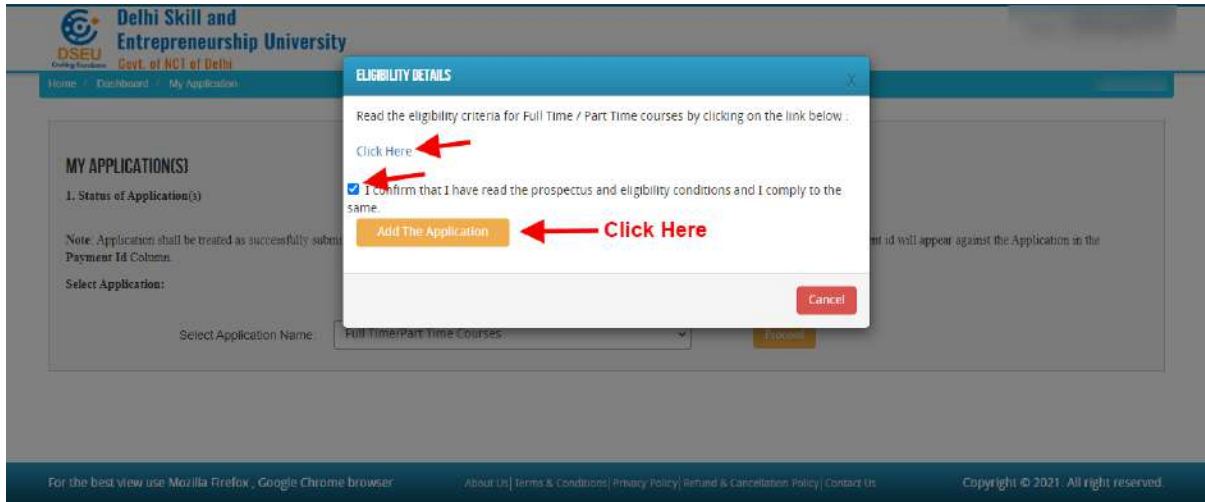 Delhi Skill and
Entrepreneurship University
DSEU
Govt. of NCT of Delhi
Home / Dashboard / My Application
ELIGIBILITY DETAILS X
Read the eligibility criteria for Full Time / Part Time courses by clicking on the link below :
Click Here
I confirm that I have read the prospectus and eligibility conditions and I comply to the
same.
Add The Application
Click Here
Cancel
MY APPLICATION(S)
1. Status of Application(s)
Note: Application shall be treated as successfully
id will appear against the Application in the
Payment Id Column.
Select Application:
Select Application Name:
Full Time/Part Time Courses
Proceed
For the best view use Mozilla Firefox , Google Chrome browser
About Us| Terms & Conditions| Privacy Policy| Refund & Cancellation Policy| Contact Us
Copyright © 2021. All right reserved.